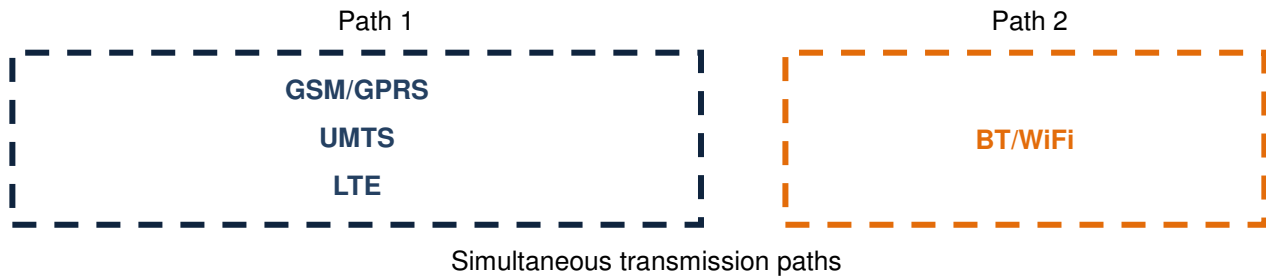 Path 1
Path 2
GSM/GPRS
UMTS
LTE
BT/WiFi
Simultaneous transmission paths